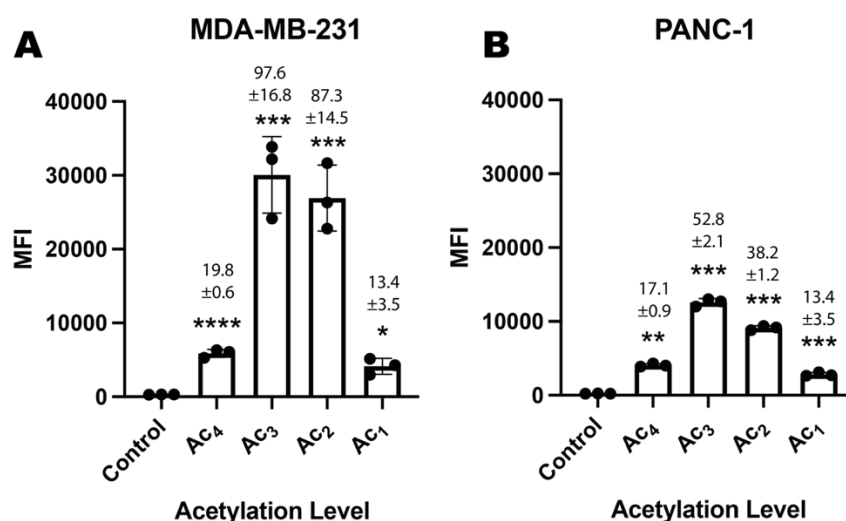 A
MDA-MB-231
MFI
40000
30000
20000
10000
0
19.8
±0.6
****
97.6
±16.8
***
87.3
±14.5
***
13.4
±3.5
*
Control
Ac₄
Ac₃
Ac₂
Ac₁
Acetylation Level
B
PANC-1
MFI
40000
30000
20000
10000
0
17.1
±0.9
**
52.8
±2.1
***
38.2
±1.2
***
13.4
±3.5
***
Control
Ac₄
Ac₃
Ac₂
Ac₁
Acetylation Level